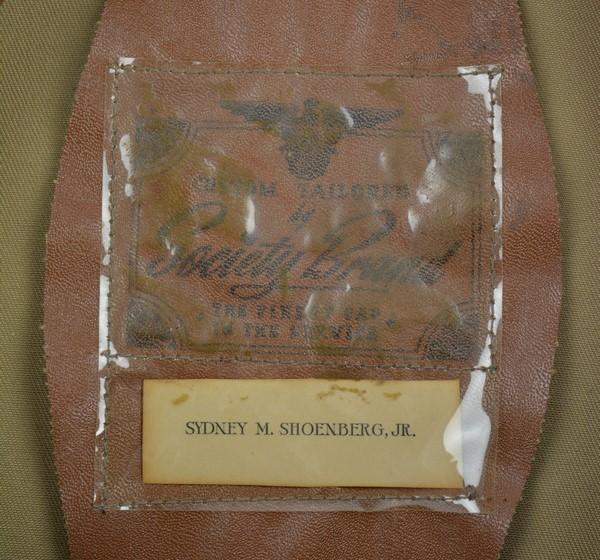 CUSTOM TAILORED
by
Society Brand
THE FINEST CAP
IN THE SERVICE
SYDNEY M. SHOENBERG, JR.